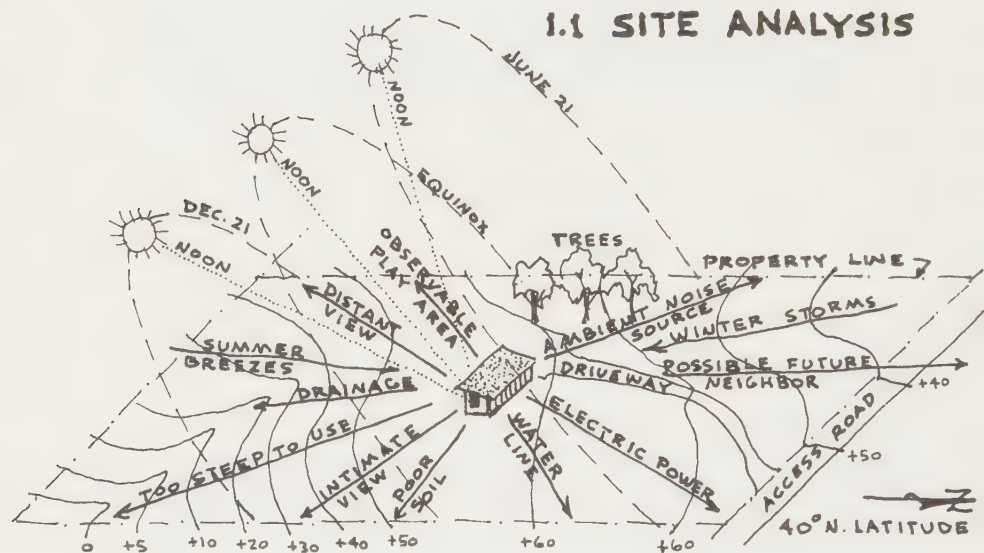 1.1 SITE ANALYSIS
JUNE 21
NOON
EQUINOX
NOON
DEC. 21
NOON
OBSERVABLE
PLAY AREA
TREES
PROPERTY LINE
DISTANT
VIEW
AMBIENT NOISE
SOURCE
WINTER STORMS
SUMMER
BREEZES
DRAINAGE
DRIVEWAY
POSSIBLE FUTURE
NEIGHBOR
+40
TOO STEEP TO USE
INTIMATE
VIEW
POOR
SOIL
WATER
LINE
ELECTRIC POWER
ACCESS ROAD
+50
N
40° N. LATITUDE
0
+5
+10
+20
+30
+40
+50
+60
+60